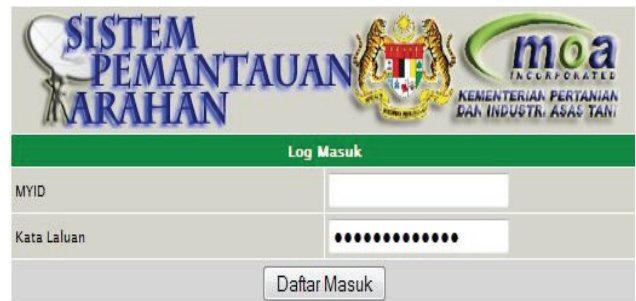 SISTEM
PEMANTAUAN
ARAHAN
moa
INCORPORATED
KEMENTERIAN PERTANIAN
DAN INDUSTRI ASAS TANI
Log Masuk
MYID
Kata Laluan
Daftar Masuk